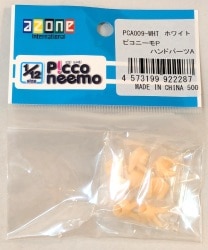 azone
international
PCA009-WHT ホワイト
ピコニーモP
ハンドパーツA
1/12
Picco
neemo
4 573199 922287
MADE IN CHINA 500